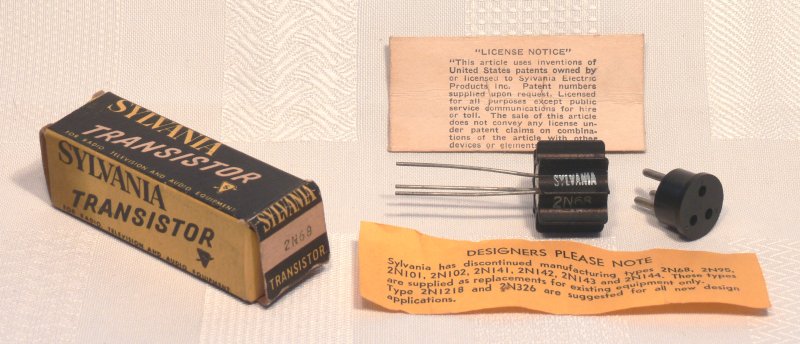 SYLVANIA
TRANSISTOR
FOR RADIO, TELEVISION AND AUDIO EQUIPMENT
SYLVANIA
TRANSISTOR
FOR RADIO, TELEVISION AND AUDIO EQUIPMENT
SYLVANIA
2N68
TRANSISTOR
"LICENSE NOTICE"
"This article uses inventions of
United States patents owned by
or licensed to Sylvania Electric
Products Inc. Patent numbers
supplied upon request. Licensed
for all purposes except public
service communications for hire
or toll. The sale of this article
does not convey any license un-
der patent claims on combina-
tions of the article with other
devices or elements
SYLVANIA
2N68
DESIGNERS PLEASE NOTE
Sylvania has discontinued manufacturing types 2N68, 2N95,
2N101, 2N102, 2N141, 2N142, 2N143 and 2N144. These types
are supplied as replacements for existing equipment only.
Type 2N1218 and 2N326 are suggested for all new design
applications.